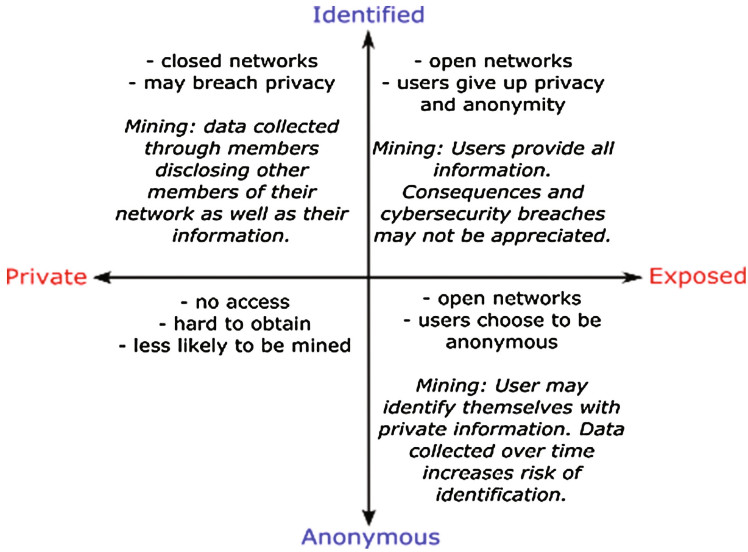 Identified
- closed networks
- may breach privacy
Mining: data collected
through members
disclosing other
members of their
network as well as their
information.
- open networks
- users give up privacy
and anonymity
Mining: Users provide all
information.
Consequences and
cybersecurity breaches
may not be appreciated.
Private
Exposed
- no access
- hard to obtain
- less likely to be mined
- open networks
- users choose to be
anonymous
Mining: User may
identify themselves with
private information. Data
collected over time
increases risk of
identification.
Anonymous